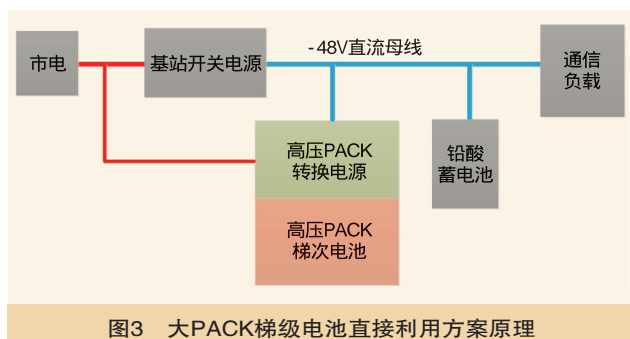 市电
基站开关电源
-48V直流母线
通信
负载
高压PACK
转换电源
铅酸
蓄电池
高压PACK
梯次电池
图3 大PACK梯级电池直接利用方案原理